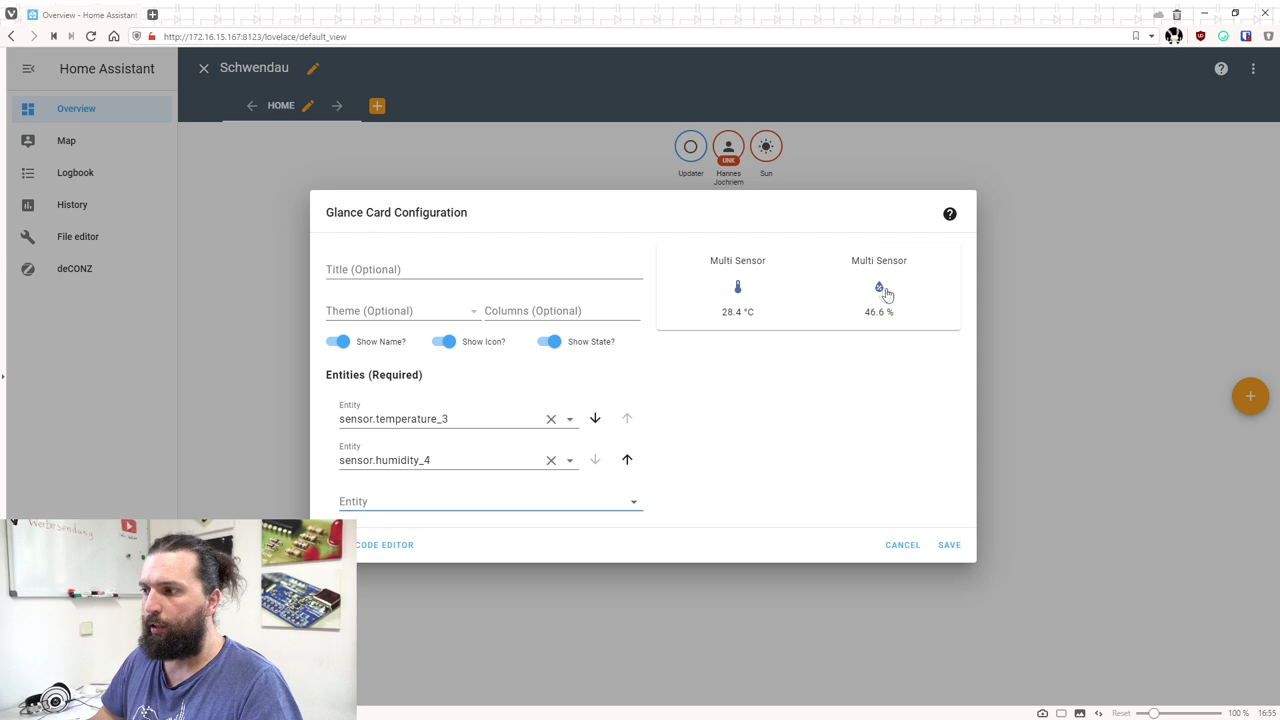 Overview - Home Assistant
http://172.16.15.167:8123/lovelace/default_view
Home Assistant
Schwendau
Overview
HOME
Map
Logbook
History
File editor
deCONZ
UNK
Updater
Hannes
Jochriem
Sun
Glance Card Configuration
Title (Optional)
Theme (Optional)
Columns (Optional)
Show Name?
Show Icon?
Show State?
Entities (Required)
Entity
sensor.temperature_3
Entity
sensor.humidity_4
Entity
Multi Sensor
Multi Sensor
28.4 °C
46.6 %
CODE EDITOR
CANCEL
SAVE
Werbesendung
Reset
100 %
16:55